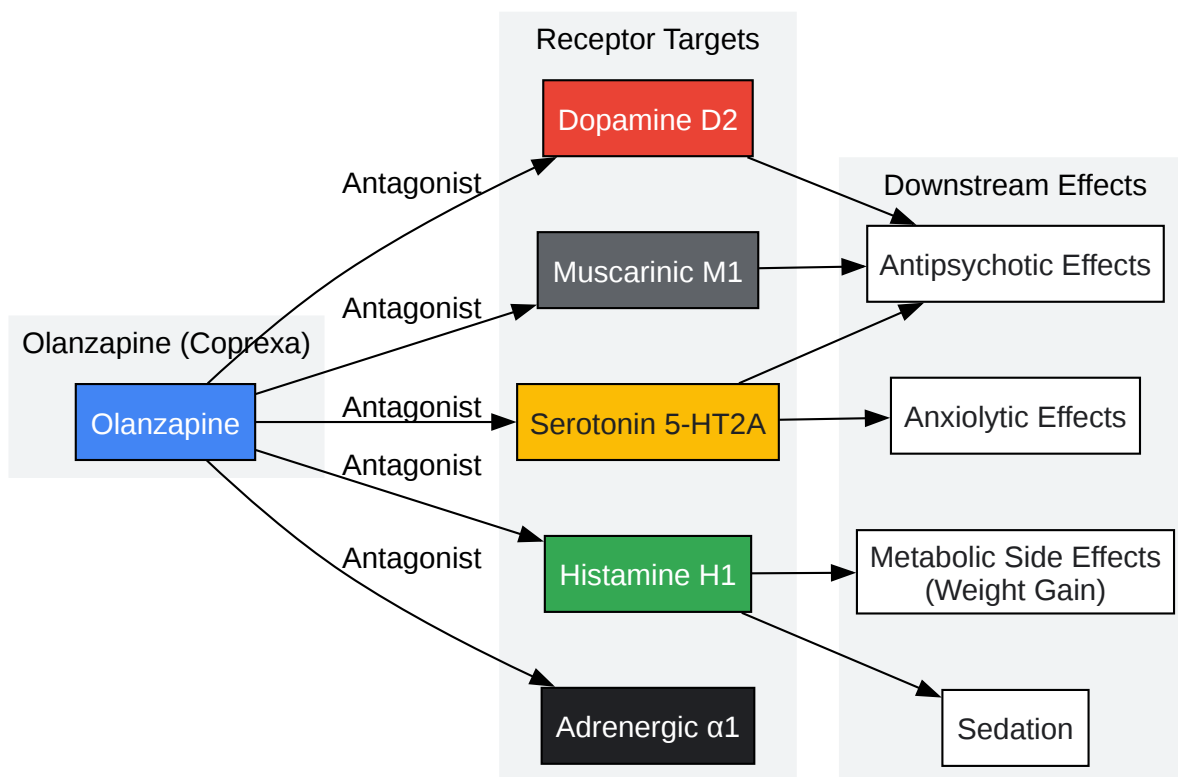 Receptor Targets
Dopamine D2
Antagonist
Downstream Effects
Muscarinic M1
Antipsychotic Effects
Antagonist
Olanzapine (Coprexa)
Olanzapine
Antagonist
Serotonin 5-HT2A
Anxiolytic Effects
Antagonist
Histamine H1
Metabolic Side Effects
(Weight Gain)
Antagonist
Adrenergic α1
Sedation